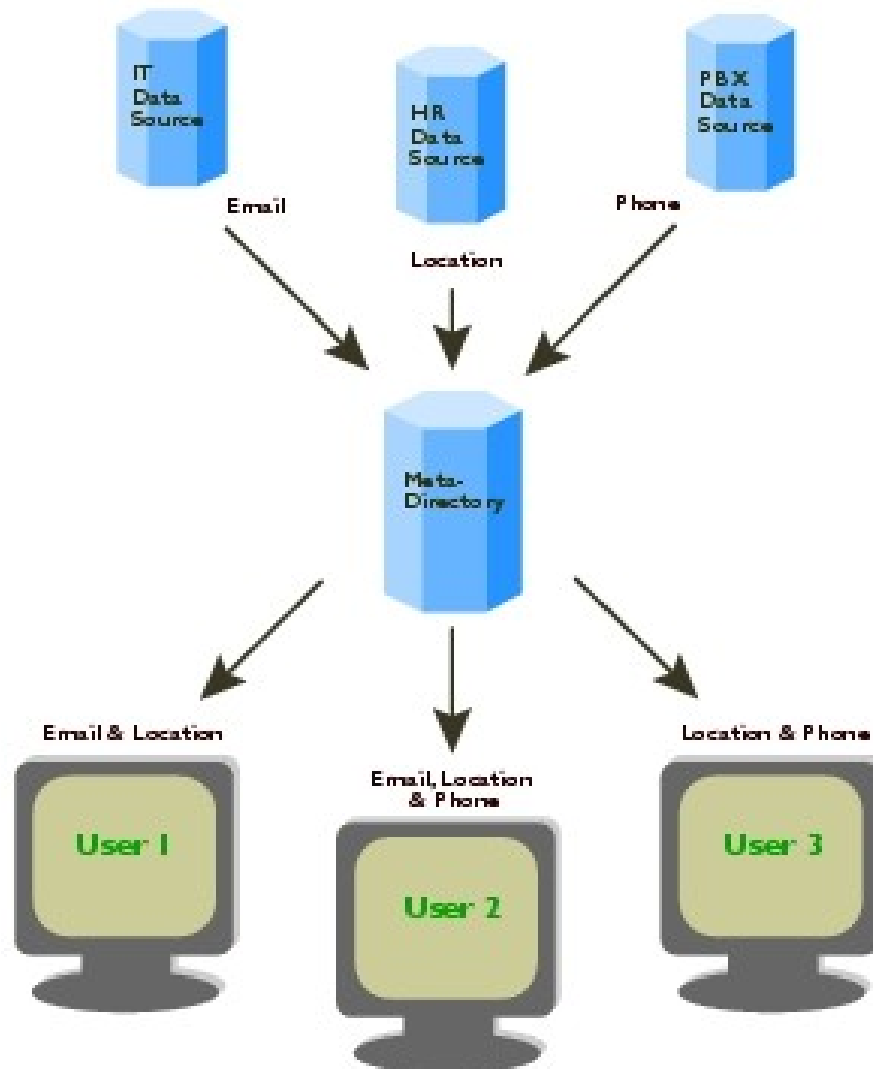 IT
Data
Source
HR
Data
Source
PBX
Data
Source
Email
Location
Phone
Meta-
Directory
Email & Location
Email, Location
& Phone
Location & Phone
User 1
User 2
User 3